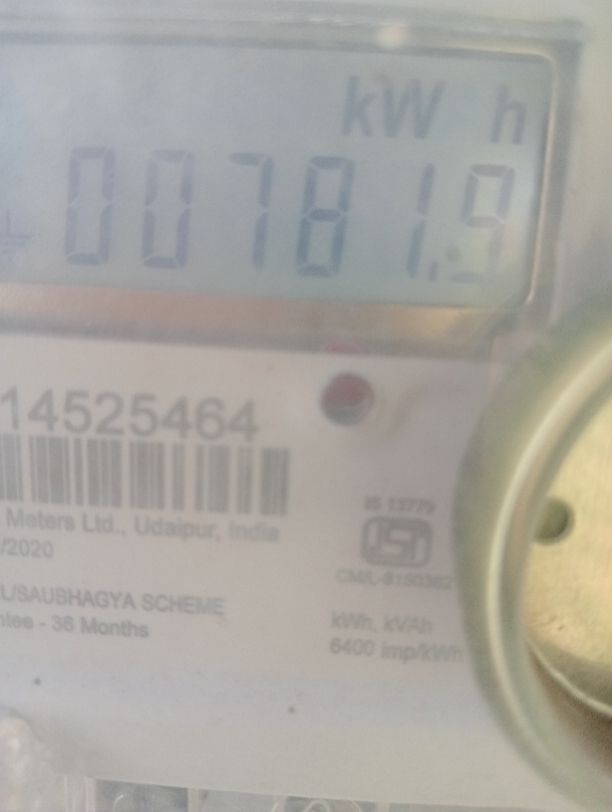 kW h
00781.9
14525464
Meters Ltd., Udaipur, India
/2020
IS 13779
ISI
CM/L-9150362
/SAUBHAGYA SCHEME
ntee - 36 Months
kWh, kVAh
6400 imp/kWh